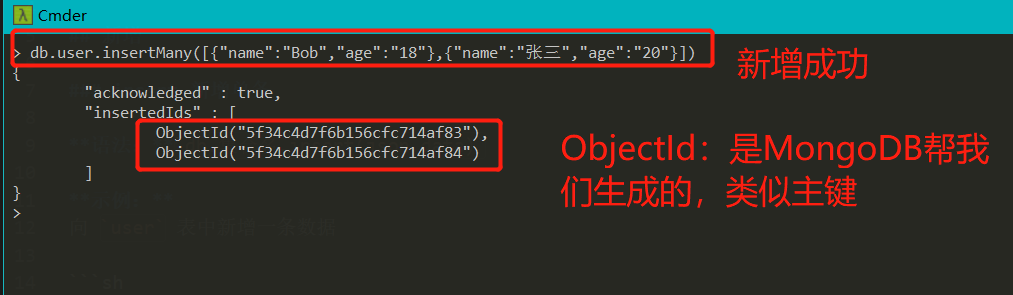 λ Cmder
> db.user.insertMany([{"name":"Bob","age":"18"},{"name":"张三","age":"20"}])
新增成功
{
"acknowledged" : true,
"insertedIds" : [
ObjectId("5f34c4d7f6b156cfc714af83"),
ObjectId("5f34c4d7f6b156cfc714af84")
]
}
>
ObjectId：是MongoDB帮我
们生成的，类似主键